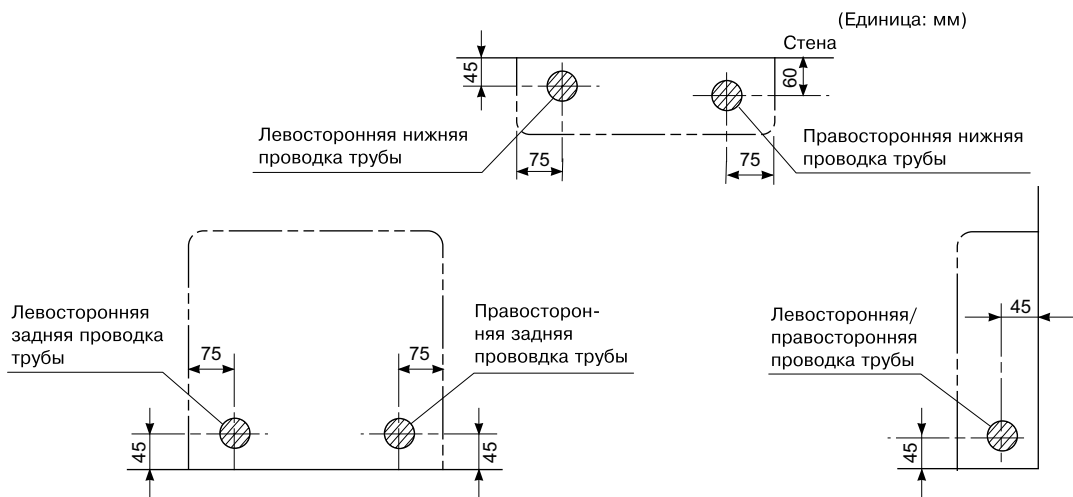 (Единица: мм)
Стена
45
60
Левосторонняя нижняя
проводка трубы
Правосторонняя нижняя
проводка трубы
75
75
Левосторонняя
задняя проводка
трубы
75
Правосторон-
няя задняя
прововдка трубы
75
45
45
Левосторонняя/
правосторонняя
проводка трубы
45
45